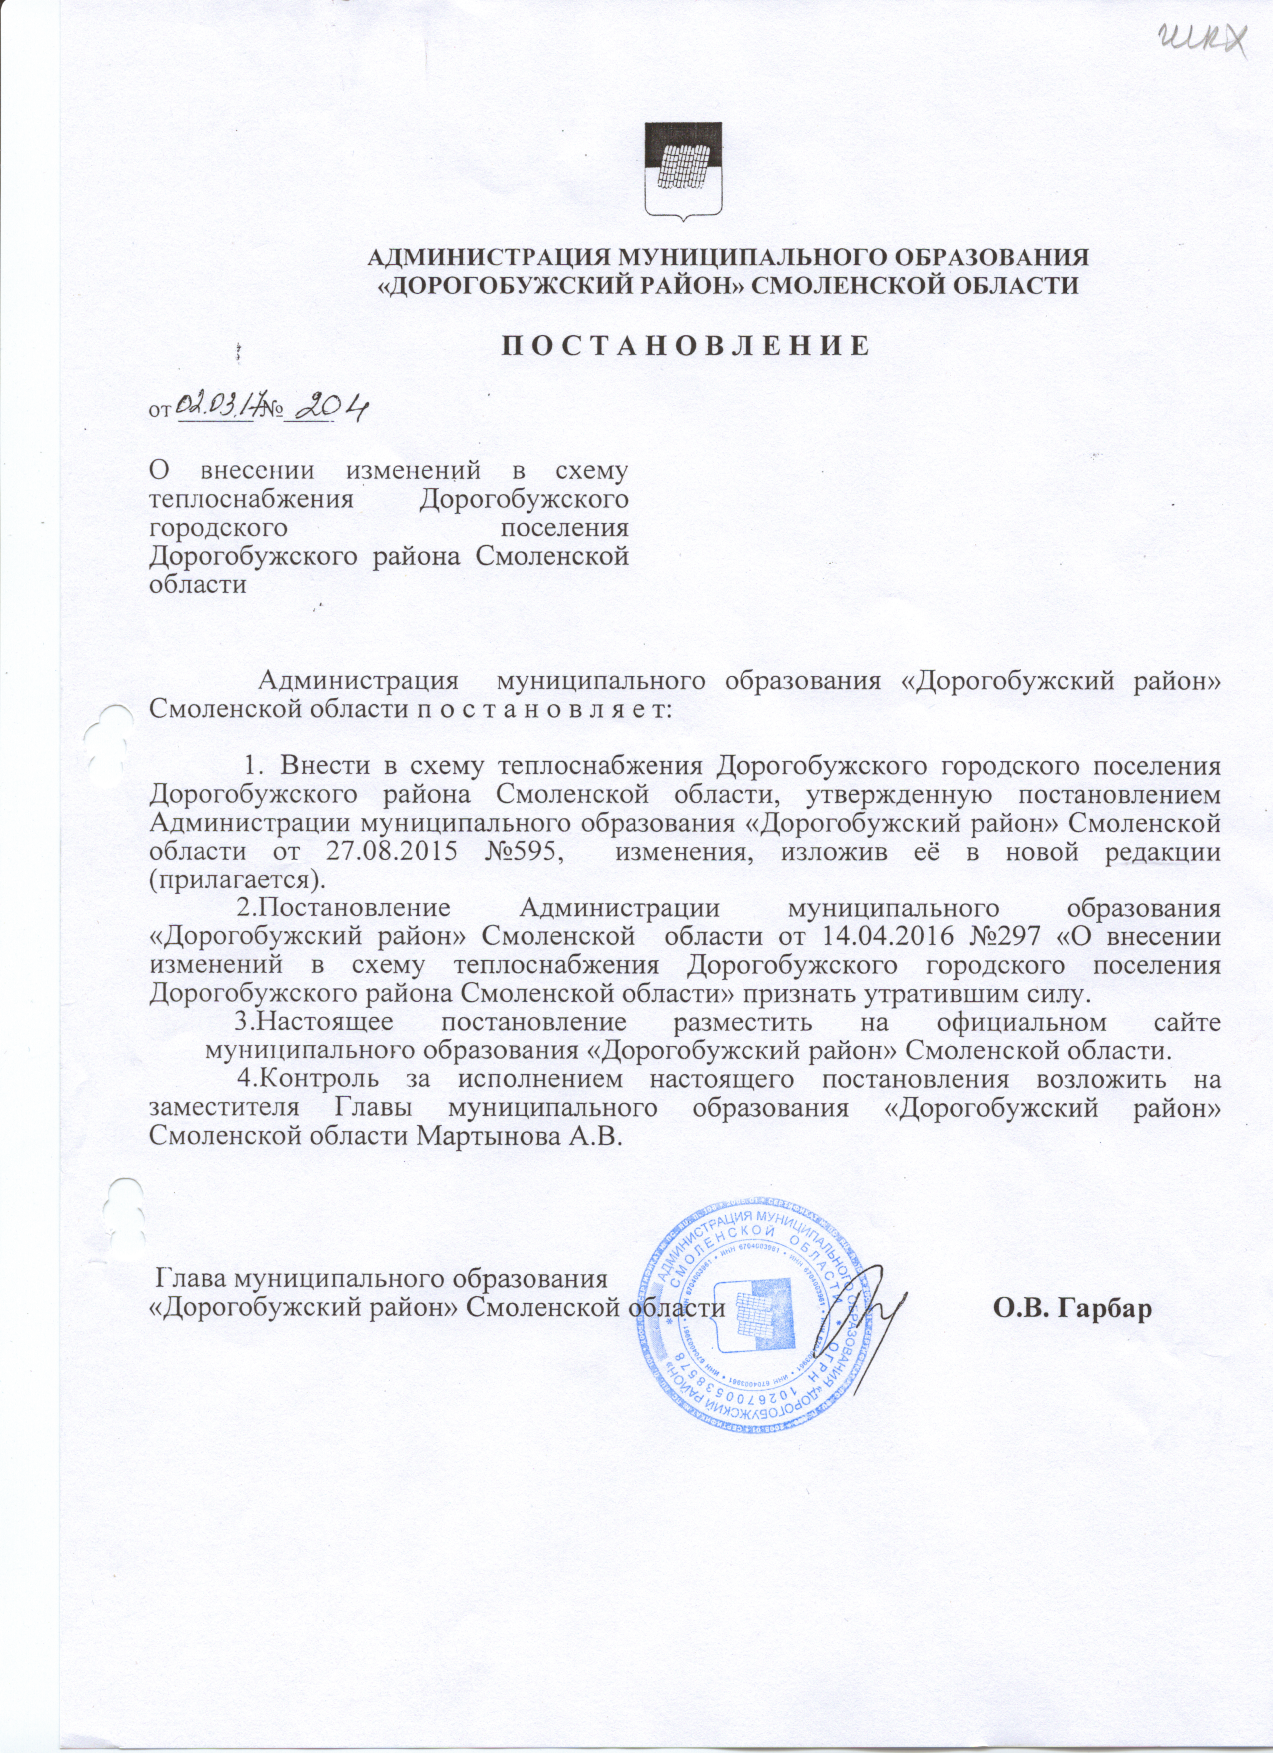 АДМИНИСТРАЦИЯ МУНИЦИПАЛЬНОГО ОБРАЗОВАНИЯ
«ДОРОГОБУЖСКИЙ РАЙОН» СМОЛЕНСКОЙ ОБЛАСТИ
П О С Т А Н О В Л Е Н И Е
от 02.03.17 № 204
О внесении изменений в схему
теплоснабжения Дорогобужского
городского поселения
Дорогобужского района Смоленской
области
Администрация муниципального образования «Дорогобужский район»
Смоленской области п о с т а н о в л я е т:
1. Внести в схему теплоснабжения Дорогобужского городского поселения
Дорогобужского района Смоленской области, утвержденную постановлением
Администрации муниципального образования «Дорогобужский район» Смоленской
области от 27.08.2015 №595, изменения, изложив её в новой редакции
(прилагается).
2.Постановление Администрации муниципального образования
«Дорогобужский район» Смоленской области от 14.04.2016 №297 «О внесении
изменений в схему теплоснабжения Дорогобужского городского поселения
Дорогобужского района Смоленской области» признать утратившим силу.
3.Настоящее постановление разместить на официальном сайте
муниципального образования «Дорогобужский район» Смоленской области.
4.Контроль за исполнением настоящего постановления возложить на
заместителя Главы муниципального образования «Дорогобужский район»
Смоленской области Мартынова А.В.
Глава муниципального образования
«Дорогобужский район» Смоленской области О.В. Гарбар
АДМИНИСТРАЦИЯ МУНИЦИПАЛЬНОГО ОБРАЗОВАНИЯ «ДОРОГОБУЖСКИЙ РАЙОН»
СМОЛЕНСКОЙ ОБЛАСТИ • ОГРН 1026700538578
ИНН 6704003961